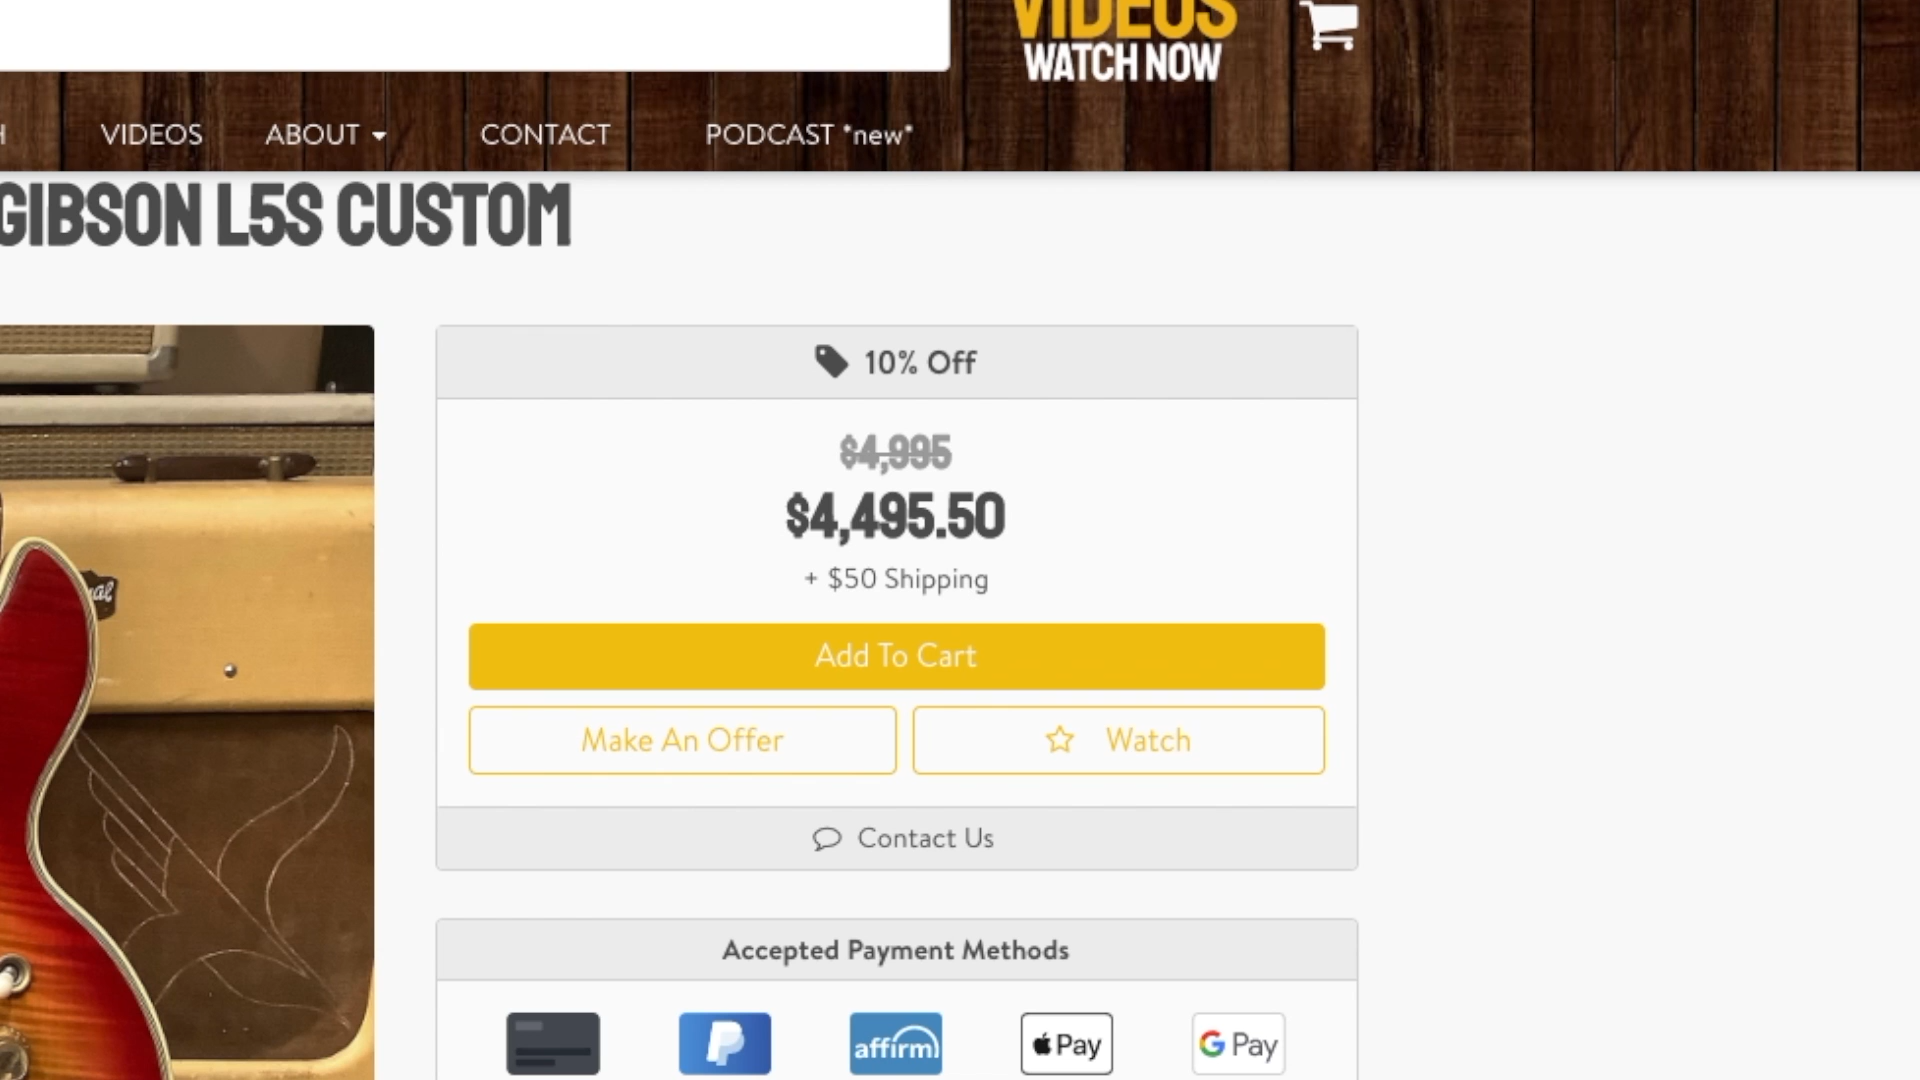 VIDEOS
WATCH NOW
VIDEOS ABOUT CONTACT PODCAST *new*
GIBSON L5S CUSTOM
10% Off
$4,995
$4,495.50
+ $50 Shipping
Add To Cart
Make An Offer Watch
Contact Us
Accepted Payment Methods
P affirm Pay G Pay